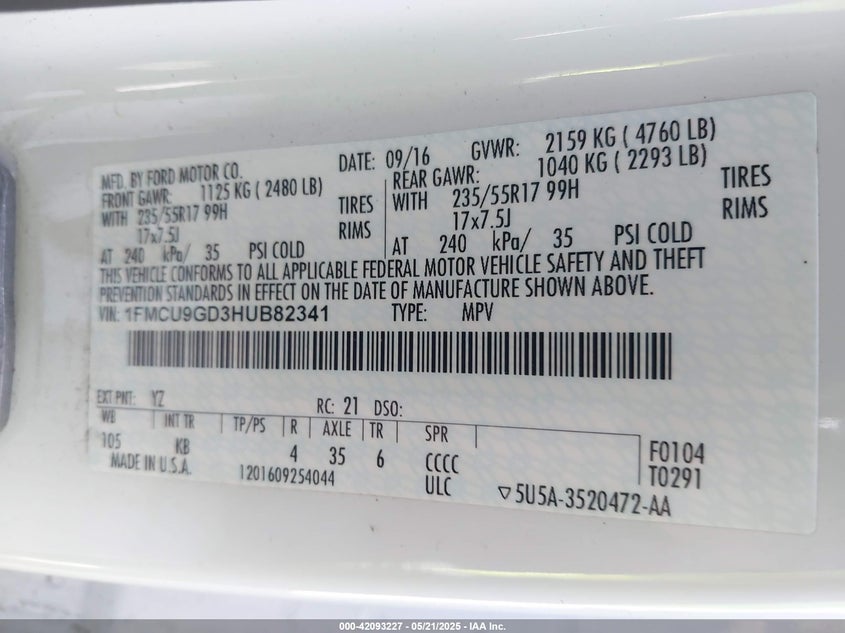 MFD. BY FORD MOTOR CO. DATE: 09/16 GVWR: 2159 KG ( 4760 LB)
FRONT GAWR: 1125 KG ( 2480 LB) REAR GAWR: 1040 KG ( 2293 LB)
WITH 235/55R17 99H TIRES WITH 235/55R17 99H TIRES
17x7.5J RIMS 17x7.5J RIMS
AT 240 kPa/ 35 PSI COLD AT 240 kPa/ 35 PSI COLD
THIS VEHICLE CONFORMS TO ALL APPLICABLE FEDERAL MOTOR VEHICLE SAFETY AND THEFT
PREVENTION STANDARDS IN EFFECT ON THE DATE OF MANUFACTURE SHOWN ABOVE.
VIN: 1FMCU9GD3HUB82341 TYPE: MPV
EXT PNT: YZ RC: 21 DSO:
WB INT TR TP/PS R AXLE TR SPR
105 KB 4 35 6 CCCC F0104
MADE IN U.S.A. 1201609254044 ULC T0291
▽5U5A-3520472-AA
000-42093227 - 05/21/2025 - IAA Inc.